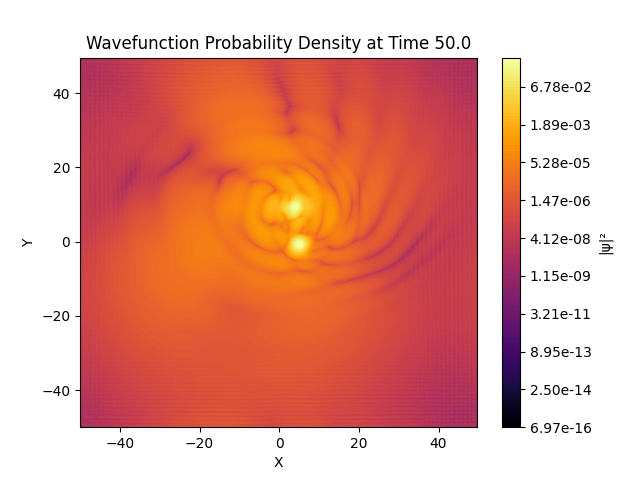 Wavefunction Probability Density at Time 50.0
40
20
0
−20
−40
Y
−40
−20
0
20
40
X
6.78e-02
1.89e-03
5.28e-05
1.47e-06
4.12e-08
1.15e-09
3.21e-11
8.95e-13
2.50e-14
6.97e-16
|ψ|²